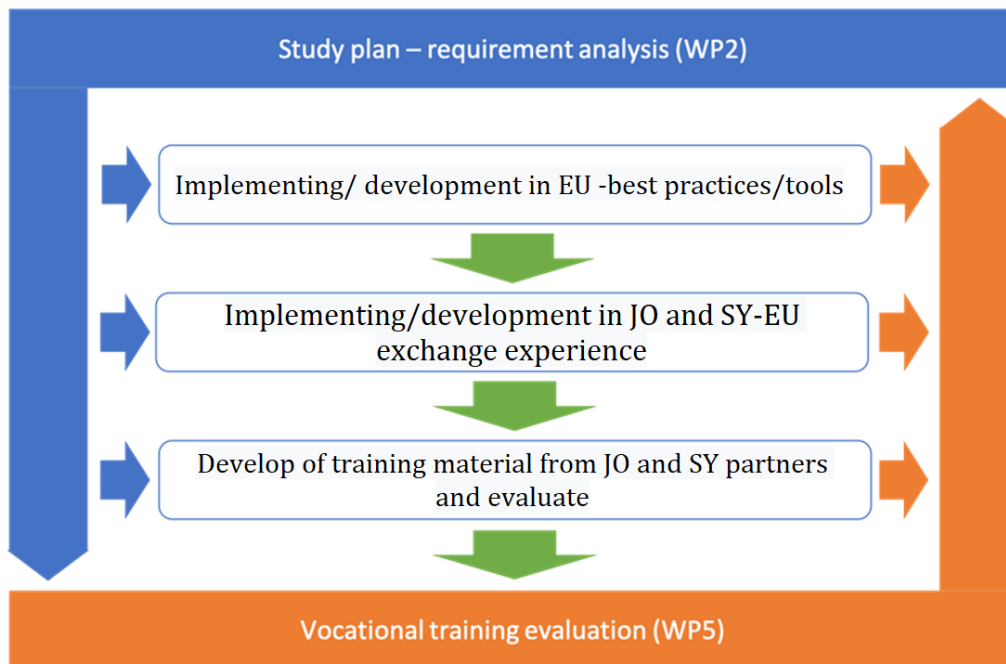 Study plan – requirement analysis (WP2)
Implementing/ development in EU -best practices/tools
Implementing/development in JO and SY-EU
exchange experience
Develop of training material from JO and SY partners
and evaluate
Vocational training evaluation (WP5)